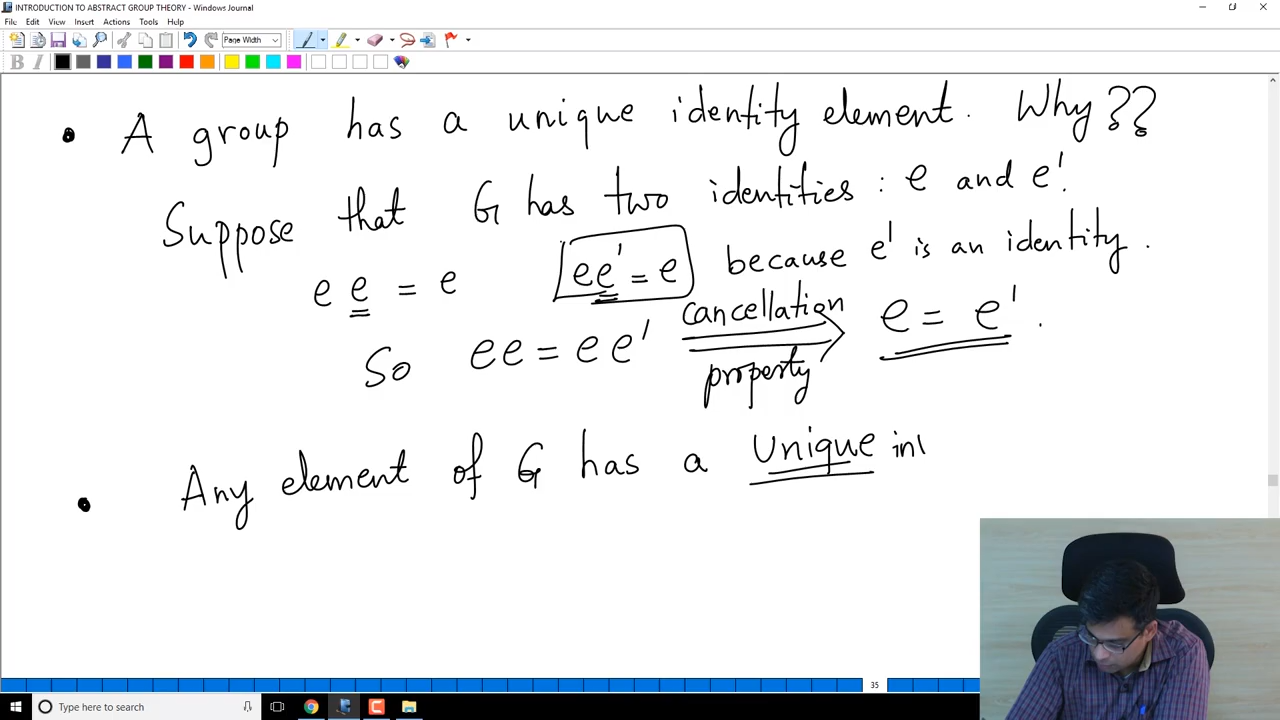 INTRODUCTION TO ABSTRACT GROUP THEORY - Windows Journal
File Edit View Insert Actions Tools Help
Page Width
B I
• A group has a unique identity element. Why??
Suppose that G has two identities : e and e'.
e e = e ee' = e because e' is an identity.
So ee = ee' cancellation property ⇒ e = e'.
• Any element of G has a unique in
35
Type here to search